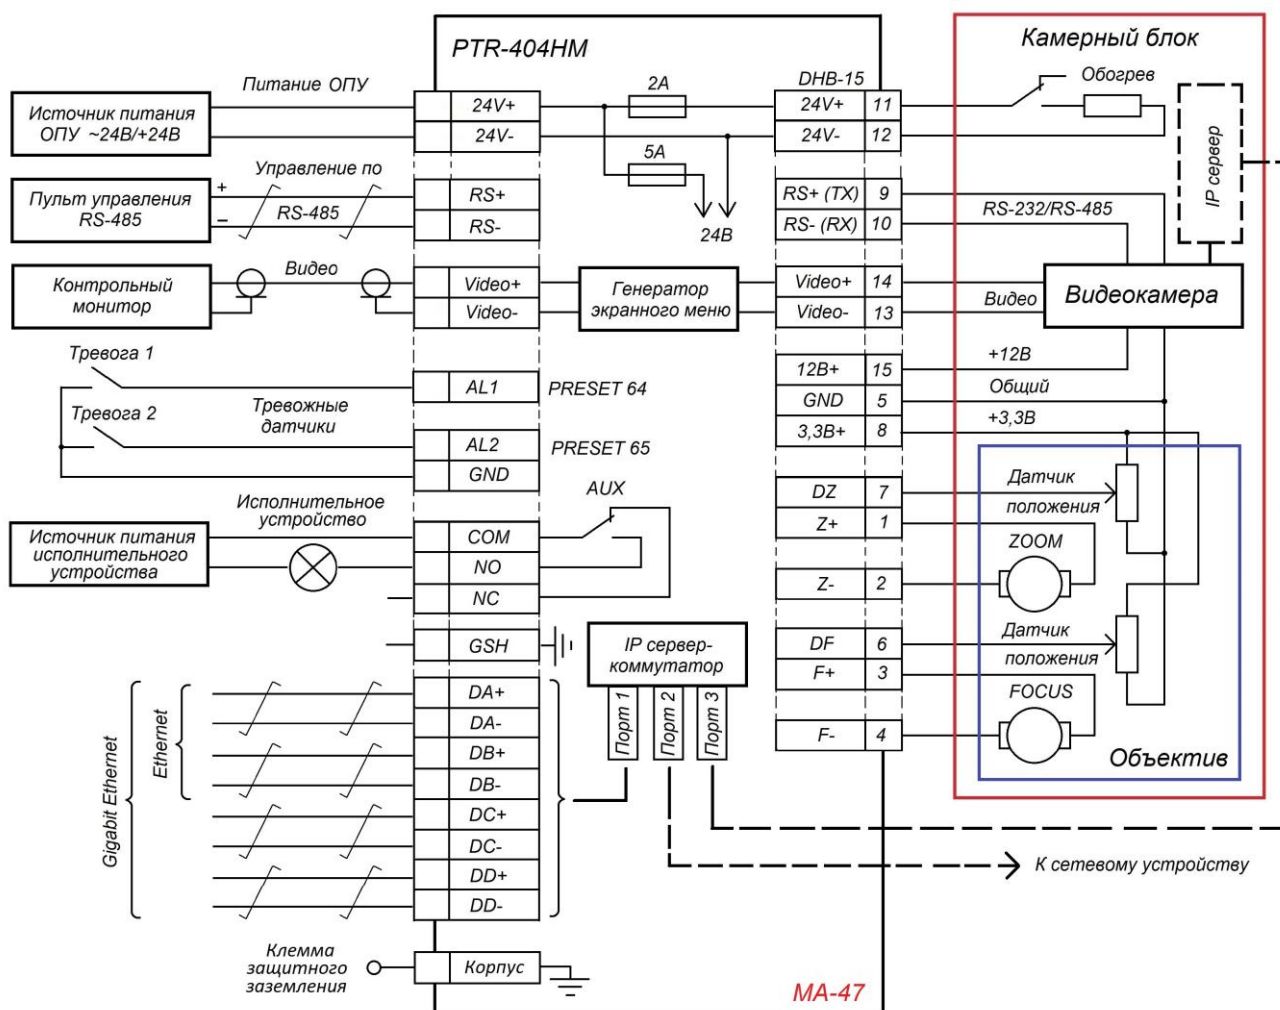 PTR-404HM
Камерный блок
Питание ОПУ
2A
DHB-15
Обогрев
Источник питания
ОПУ ~24В/+24В
24V+
24V-
24V+ 11
24V- 12
5A
24В
IP сервер
Управление по
RS-485
Пульт управления
RS-485
+
–
RS+
RS-
RS+ (TX) 9
RS- (RX) 10
RS-232/RS-485
Контрольный
монитор
Видео
Video+
Video-
Генератор
экранного меню
Video+ 14
Video- 13
Видео
Видеокамера
Тревога 1
Тревога 2
Тревожные
датчики
AL1
PRESET 64
AL2
PRESET 65
GND
12В+ 15
GND 5
3,3В+ 8
+12В
Общий
+3,3В
DZ 7
Z+ 1
Z- 2
Датчик
положения
ZOOM
DF 6
F+ 3
F- 4
Датчик
положения
FOCUS
Объектив
Исполнительное
устройство
Источник питания
исполнительного
устройства
AUX
COM
NO
NC
GSH
IP сервер-
коммутатор
Порт 1
Порт 2
Порт 3
Gigabit Ethernet
Ethernet
DA+
DA-
DB+
DB-
DC+
DC-
DD+
DD-
К сетевому устройству
Клемма
защитного
заземления
Корпус
MA-47